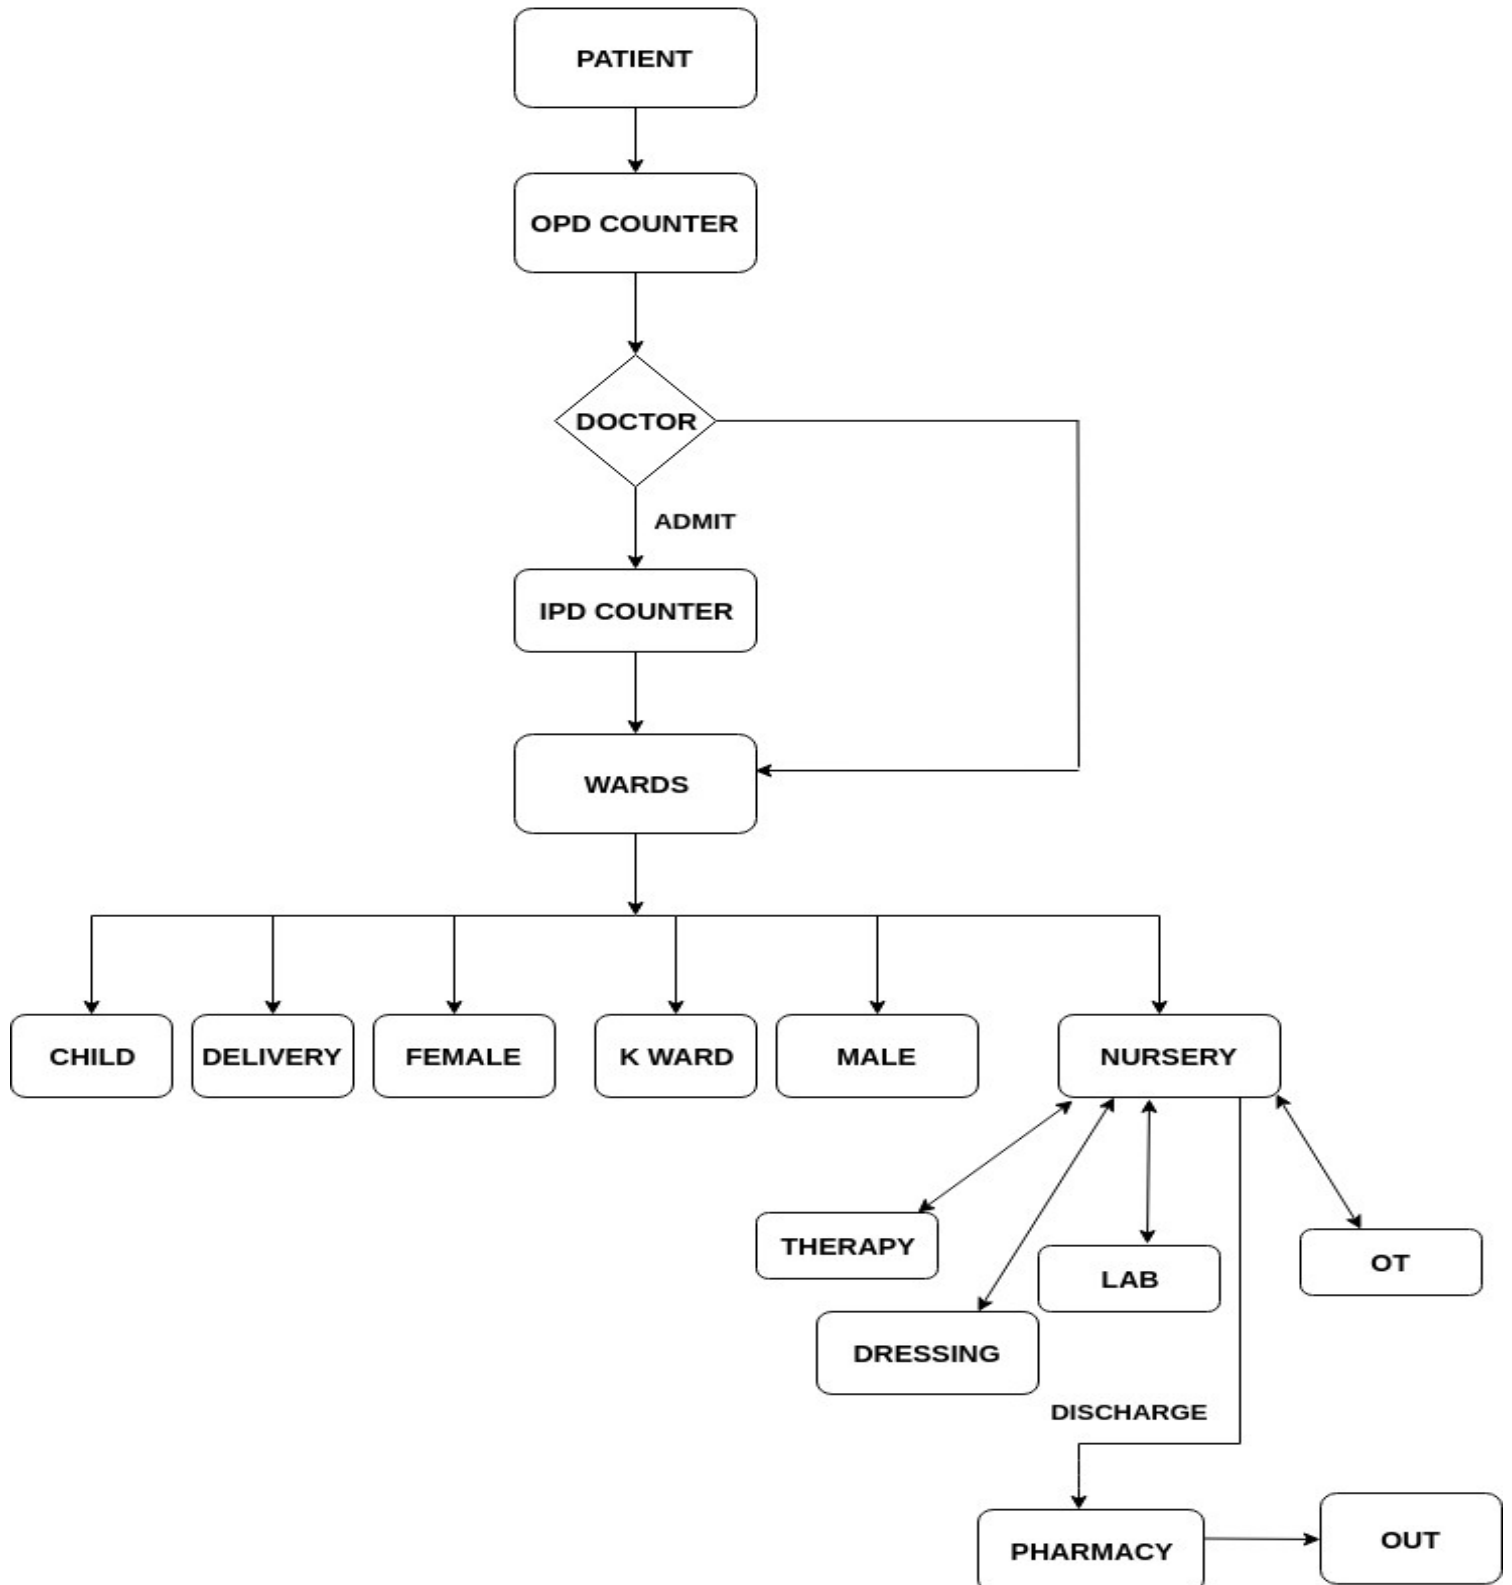 PATIENT
OPD COUNTER
DOCTOR
ADMIT
IPD COUNTER
WARDS
CHILD
DELIVERY
FEMALE
K WARD
MALE
NURSERY
THERAPY
LAB
OT
DRESSING
DISCHARGE
PHARMACY
OUT